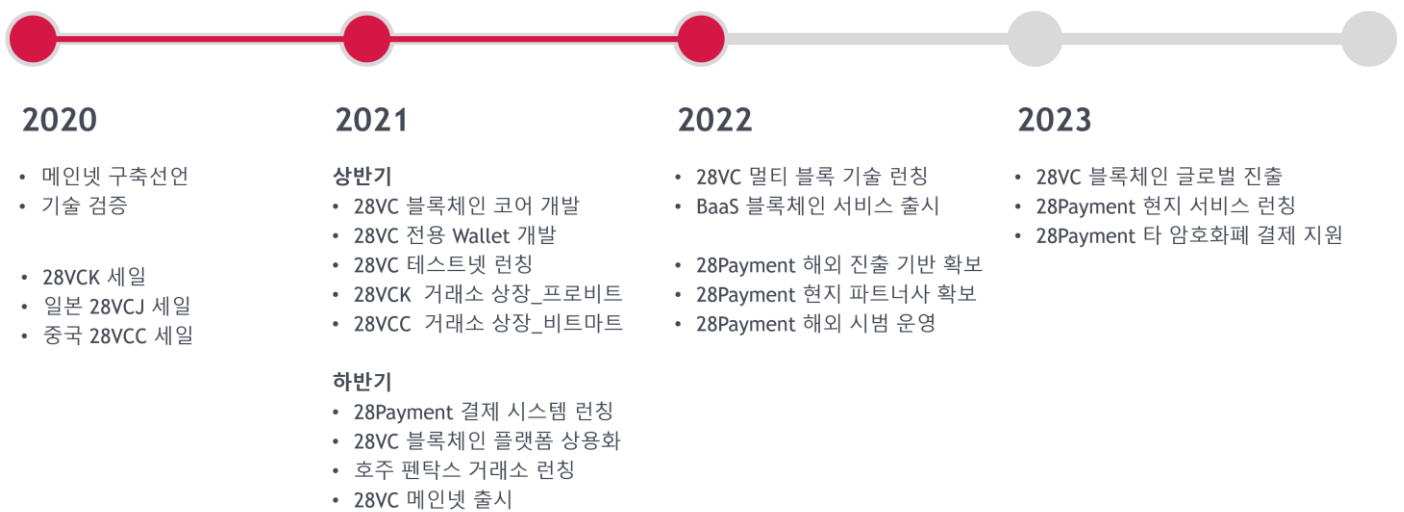 2020
• 메인넷 구축선언
• 기술 검증
• 28VCK 세일
• 일본 28VCJ 세일
• 중국 28VCC 세일
2021
상반기
• 28VC 블록체인 코어 개발
• 28VC 전용 Wallet 개발
• 28VC 테스트넷 런칭
• 28VCK 거래소 상장_프로비트
• 28VCC 거래소 상장_비트마트
하반기
• 28Payment 결제 시스템 런칭
• 28VC 블록체인 플랫폼 상용화
• 호주 펜탁스 거래소 런칭
• 28VC 메인넷 출시
2022
• 28VC 멀티 블록 기술 런칭
• BaaS 블록체인 서비스 출시
• 28Payment 해외 진출 기반 확보
• 28Payment 현지 파트너사 확보
• 28Payment 해외 시범 운영
2023
• 28VC 블록체인 글로벌 진출
• 28Payment 현지 서비스 런칭
• 28Payment 타 암호화폐 결제 지원